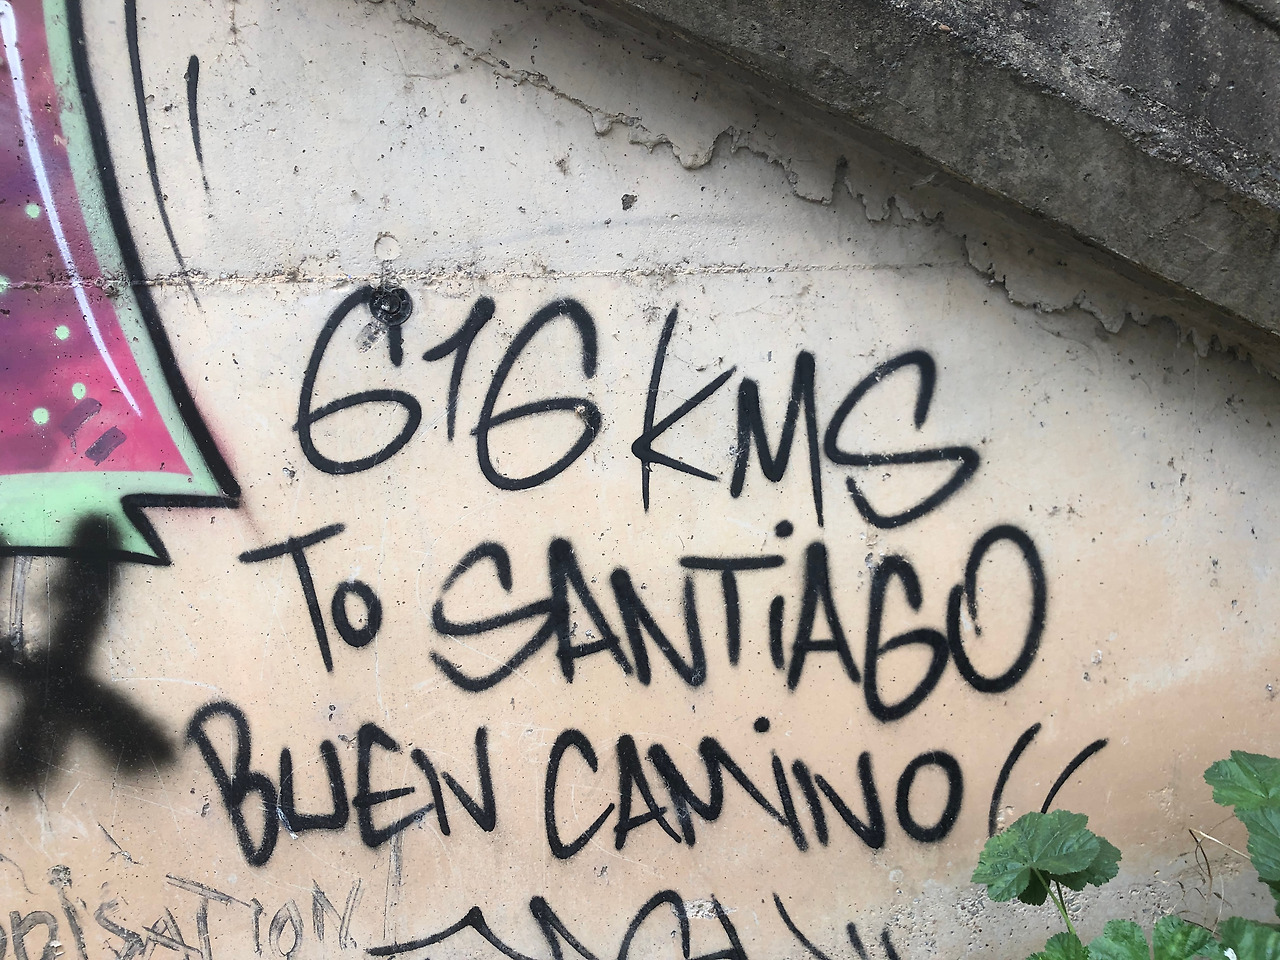 616 KMS
To SANTiAGO
BUEN CAMiNO